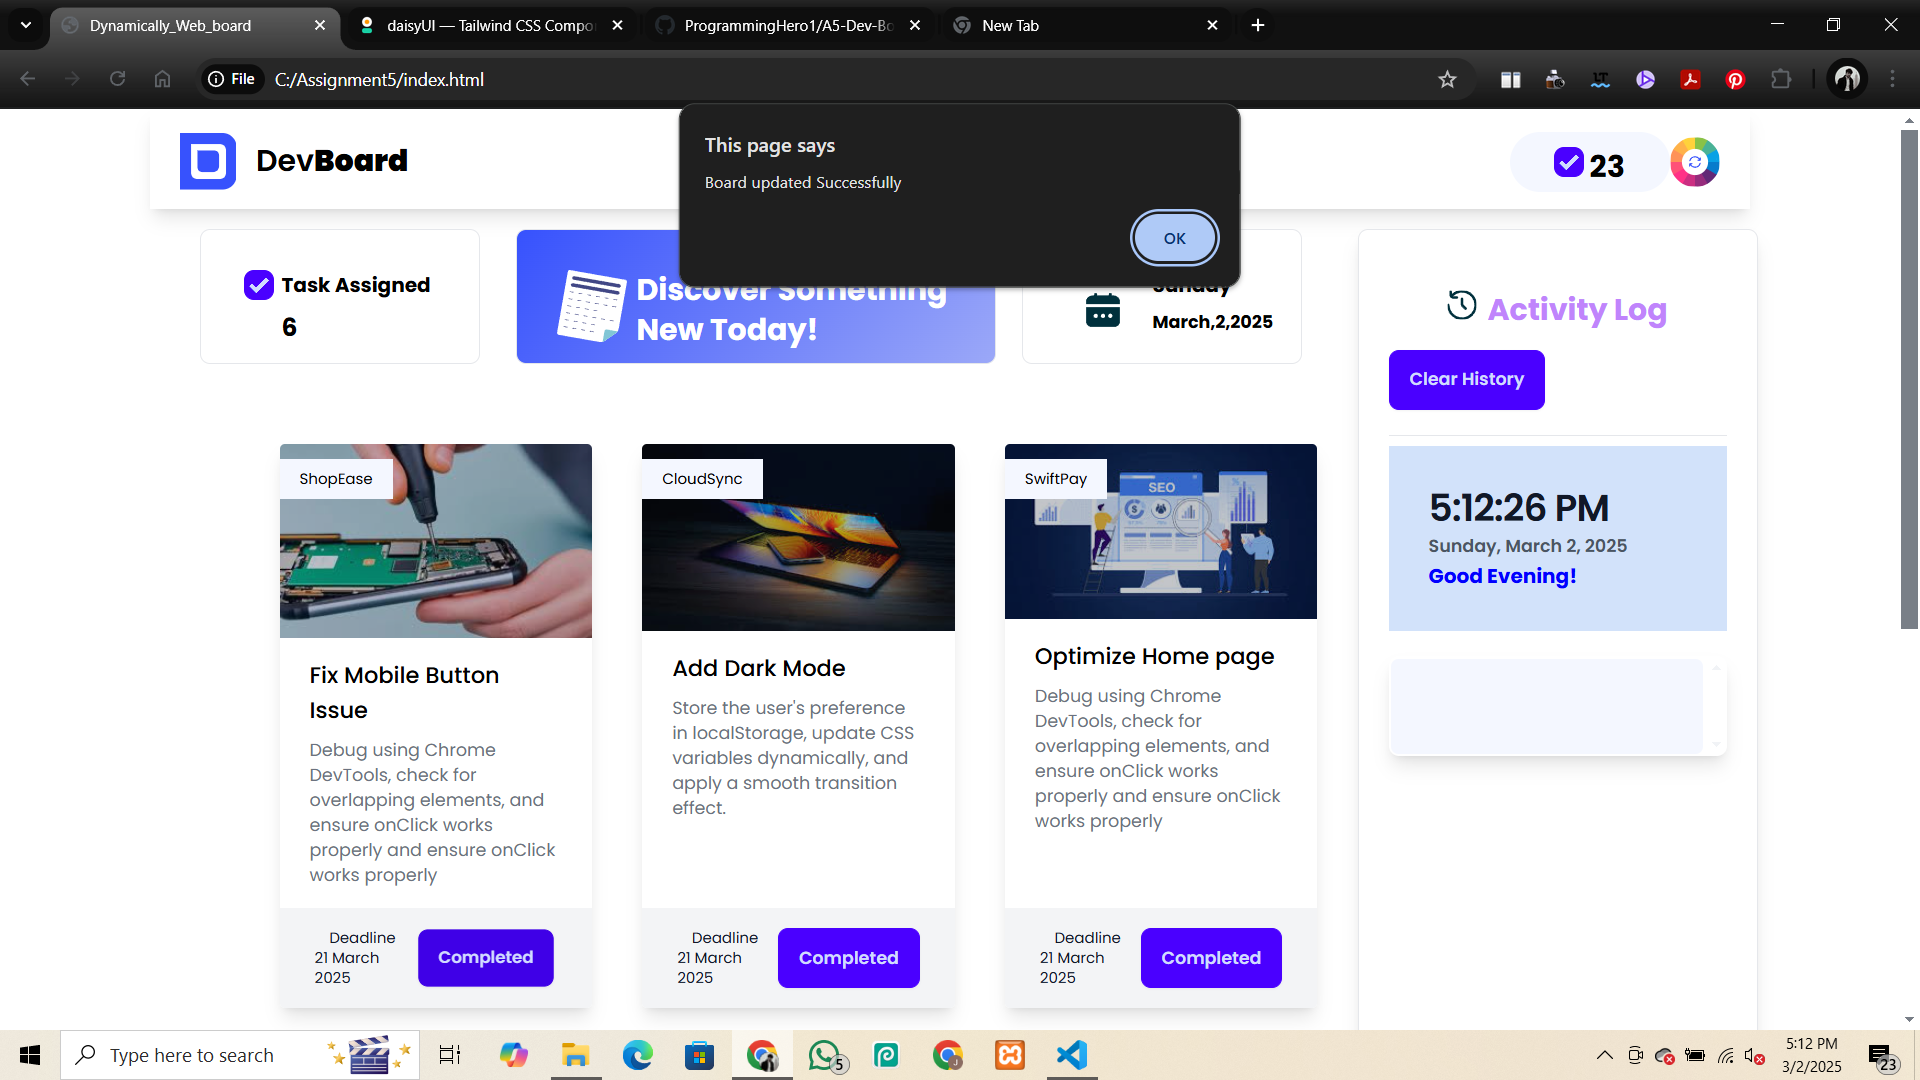 Dynamically_Web_board
daisyUI — Tailwind CSS Compo
ProgrammingHero1/A5-Dev-Bo
New Tab
File
C:/Assignment5/index.html
This page says
Board updated Successfully
OK
DevBoard
23
Task Assigned
6
Discover Something
New Today!
Sunday
March,2,2025
Activity Log
Clear History
5:12:26 PM
Sunday, March 2, 2025
Good Evening!
ShopEase
Fix Mobile Button
Issue
Debug using Chrome
DevTools, check for
overlapping elements, and
ensure onClick works
properly and ensure onClick
works properly
Deadline
21 March
2025
Completed
CloudSync
Add Dark Mode
Store the user's preference
in localStorage, update CSS
variables dynamically, and
apply a smooth transition
effect.
Deadline
21 March
2025
Completed
SwiftPay
SEO
Optimize Home page
Debug using Chrome
DevTools, check for
overlapping elements, and
ensure onClick works
properly and ensure onClick
works properly
Deadline
21 March
2025
Completed
Type here to search
5
5:12 PM
3/2/2025
23